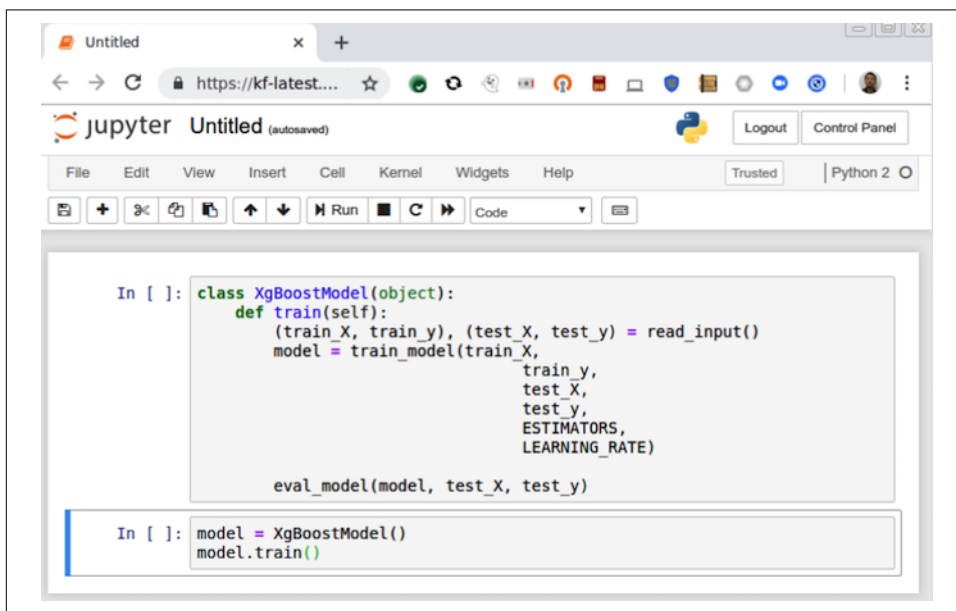 Untitled
https://kf-latest....
jupyter Untitled (autosaved)
Logout
Control Panel
File Edit View Insert Cell Kernel Widgets Help
Trusted
Python 2
Run
Code
In [ ]: class XgBoostModel(object):
def train(self):
(train_X, train_y), (test_X, test_y) = read_input()
model = train_model(train_X,
train_y,
test_X,
test_y,
ESTIMATORS,
LEARNING_RATE)
eval_model(model, test_X, test_y)
In [ ]: model = XgBoostModel()
model.train()